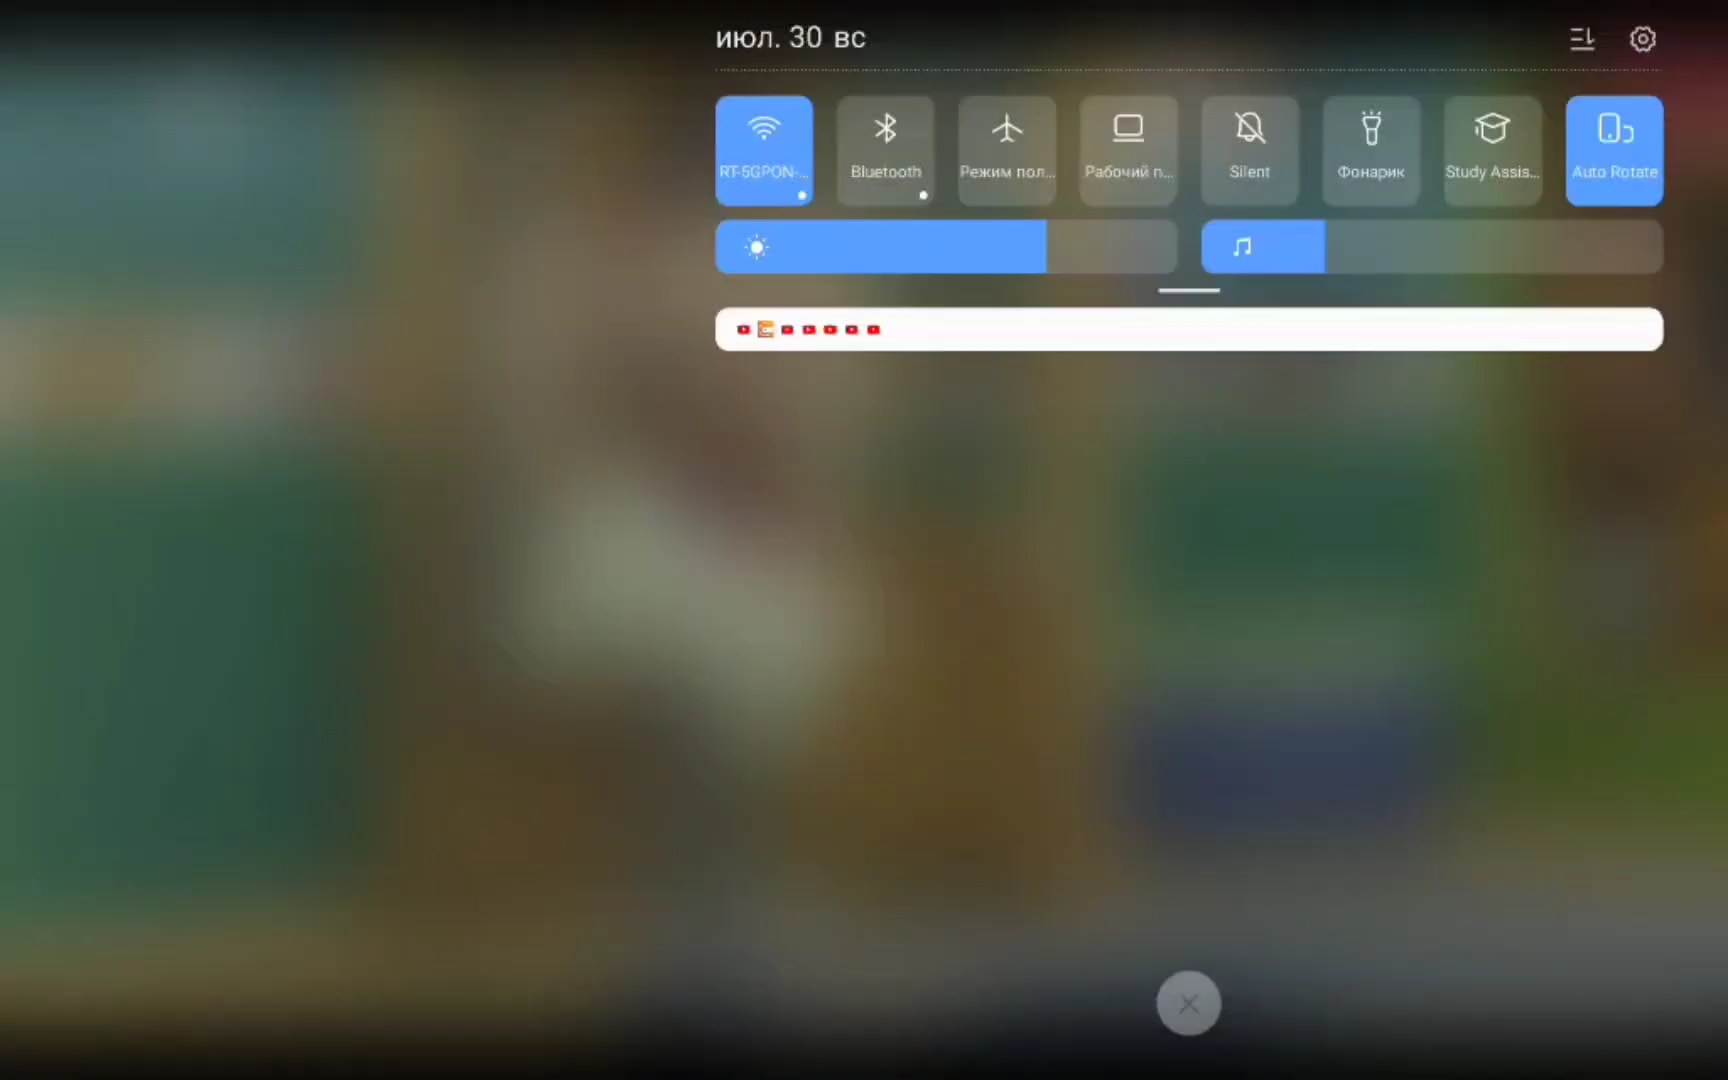 июл. 30 вс
RT-5GPON-...
Bluetooth
Режим пол...
Рабочий п...
Silent
Фонарик
Study Assis...
Auto Rotate